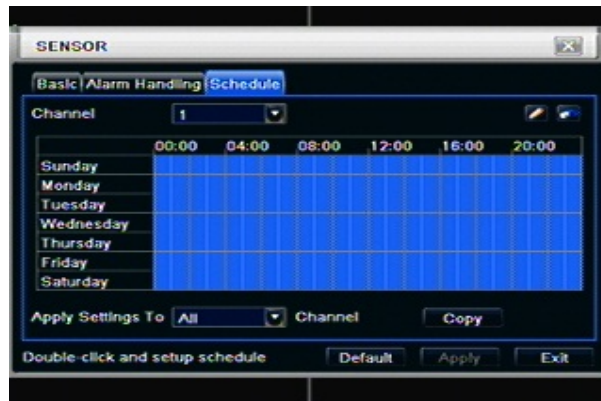 SENSOR
Basic Alarm Handling Schedule
Channel 1
00:00 04:00 08:00 12:00 16:00 20:00
Sunday
Monday
Tuesday
Wednesday
Thursday
Friday
Saturday
Apply Settings To All Channel Copy
Double-click and setup schedule Default Apply Exit